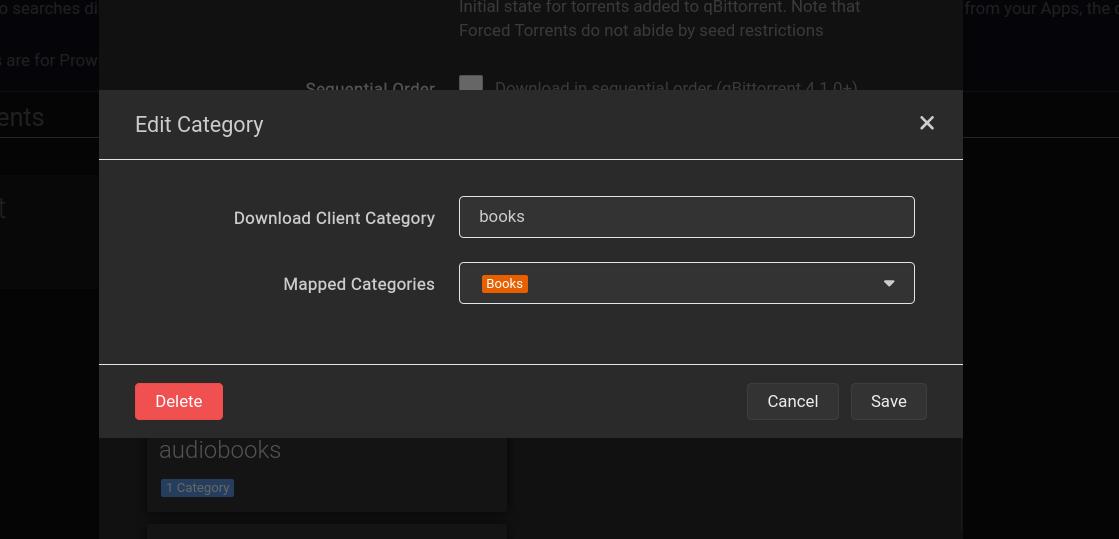 o searches di
Initial state for torrents added to qBittorrent. Note that
from your Apps, the
Forced Torrents do not abide by seed restrictions
s are for Prow
Sequential Order
Download in sequential order (qBittorrent 4.1.0+)
ents
Edit Category
t
Download Client Category
books
Mapped Categories
Books
Delete
Cancel
Save
audiobooks
1 Category